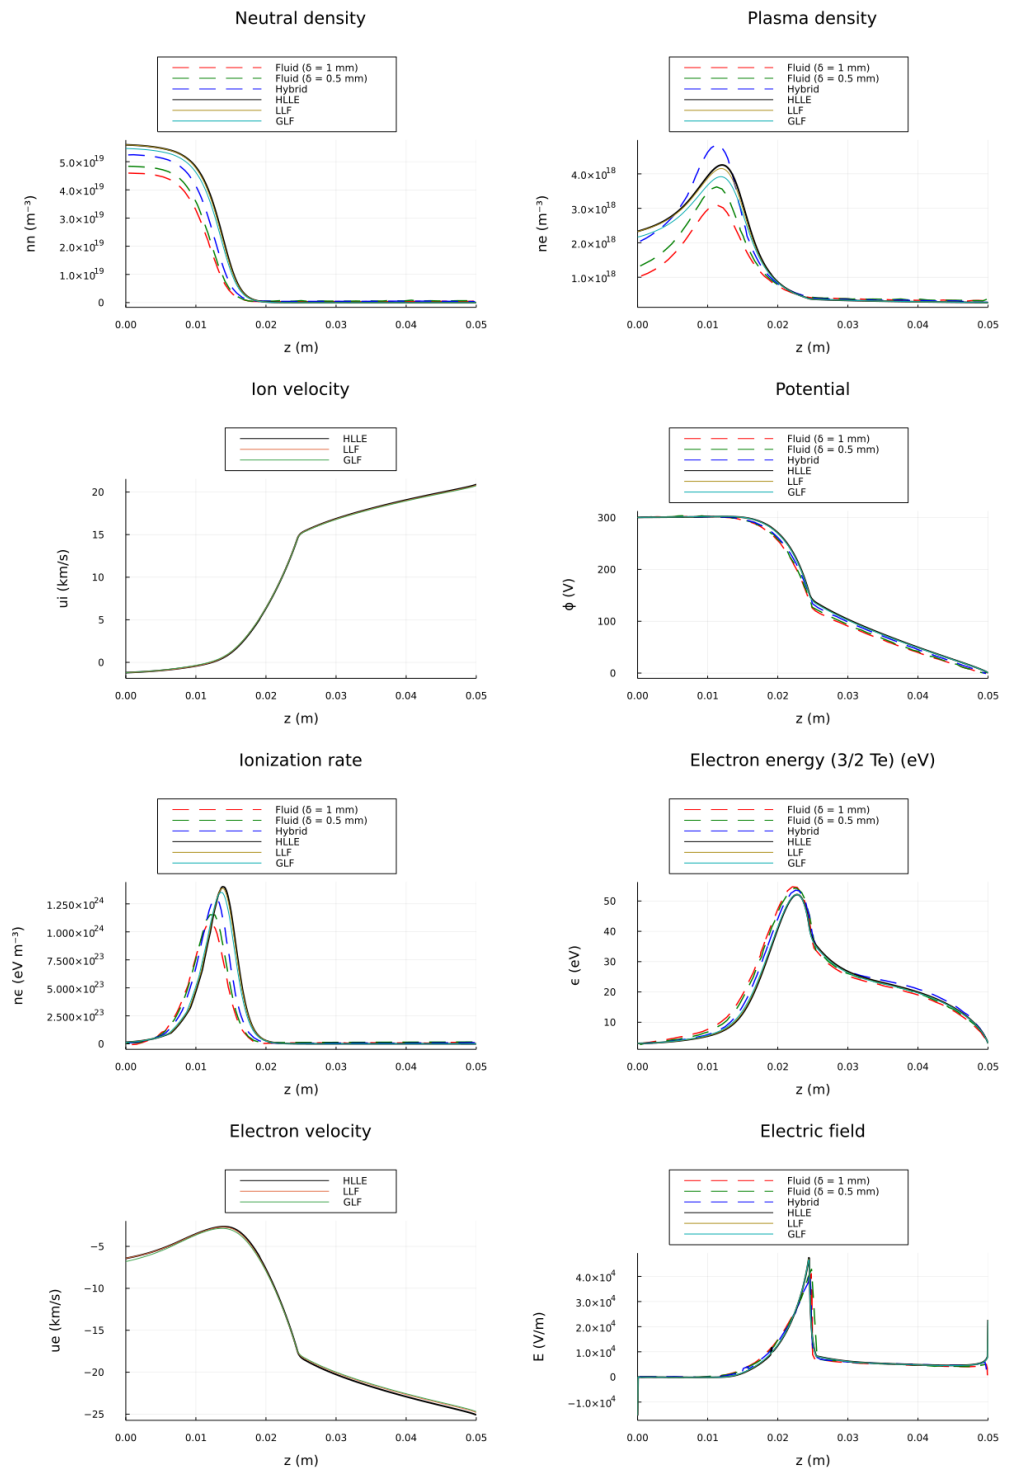 Neutral density
Fluid (δ = 1 mm)
Fluid (δ = 0.5 mm)
Hybrid
HLLE
LLF
GLF
nn (m⁻³)
5.0×10¹⁹
4.0×10¹⁹
3.0×10¹⁹
2.0×10¹⁹
1.0×10¹⁹
0
0.00 0.01 0.02 0.03 0.04 0.05
z (m)
Plasma density
Fluid (δ = 1 mm)
Fluid (δ = 0.5 mm)
Hybrid
HLLE
LLF
GLF
ne (m⁻³)
4.0×10¹⁸
3.0×10¹⁸
2.0×10¹⁸
1.0×10¹⁸
0.00 0.01 0.02 0.03 0.04 0.05
z (m)
Ion velocity
HLLE
LLF
GLF
ui (km/s)
20
15
10
5
0
0.00 0.01 0.02 0.03 0.04 0.05
z (m)
Potential
Fluid (δ = 1 mm)
Fluid (δ = 0.5 mm)
Hybrid
HLLE
LLF
GLF
ϕ (V)
300
200
100
0
0.00 0.01 0.02 0.03 0.04 0.05
z (m)
Ionization rate
Fluid (δ = 1 mm)
Fluid (δ = 0.5 mm)
Hybrid
HLLE
LLF
GLF
nϵ (eV m⁻³)
1.250×10²⁴
1.000×10²⁴
7.500×10²³
5.000×10²³
2.500×10²³
0
0.00 0.01 0.02 0.03 0.04 0.05
z (m)
Electron energy (3/2 Te) (eV)
Fluid (δ = 1 mm)
Fluid (δ = 0.5 mm)
Hybrid
HLLE
LLF
GLF
ϵ (eV)
50
40
30
20
10
0.00 0.01 0.02 0.03 0.04 0.05
z (m)
Electron velocity
HLLE
LLF
GLF
ue (km/s)
−5
−10
−15
−20
−25
0.00 0.01 0.02 0.03 0.04 0.05
z (m)
Electric field
Fluid (δ = 1 mm)
Fluid (δ = 0.5 mm)
Hybrid
HLLE
LLF
GLF
E (V/m)
4.0×10⁴
3.0×10⁴
2.0×10⁴
1.0×10⁴
0
−1.0×10⁴
0.00 0.01 0.02 0.03 0.04 0.05
z (m)